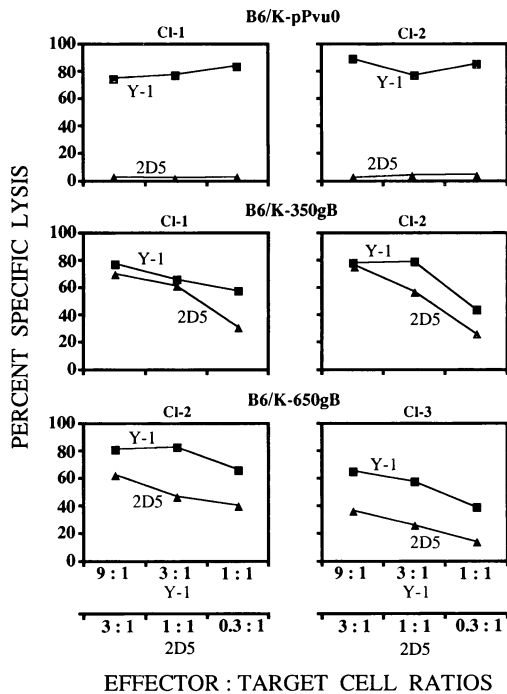 B6/K-pPvu0
Cl-1 Cl-2
100
80
60
40
20
0
Y-1 Y-1
2D5 2D5
B6/K-350gB
Cl-1 Cl-2
100
80
60
40
20
0
Y-1 Y-1
2D5 2D5
B6/K-650gB
Cl-2 Cl-3
100
80
60
40
20
0
Y-1 Y-1
2D5 2D5
PERCENT SPECIFIC LYSIS
9 : 1 3 : 1 1 : 1 9 : 1 3 : 1 1 : 1
Y-1 Y-1
3 : 1 1 : 1 0.3 : 1 3 : 1 1 : 1 0.3 : 1
2D5 2D5
EFFECTOR : TARGET CELL RATIOS